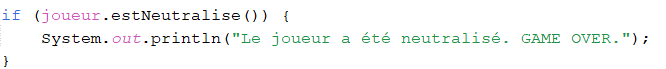 if (joueur.estNeutralise()) {
    System.out.println("Le joueur a été neutralisé. GAME OVER.");
}